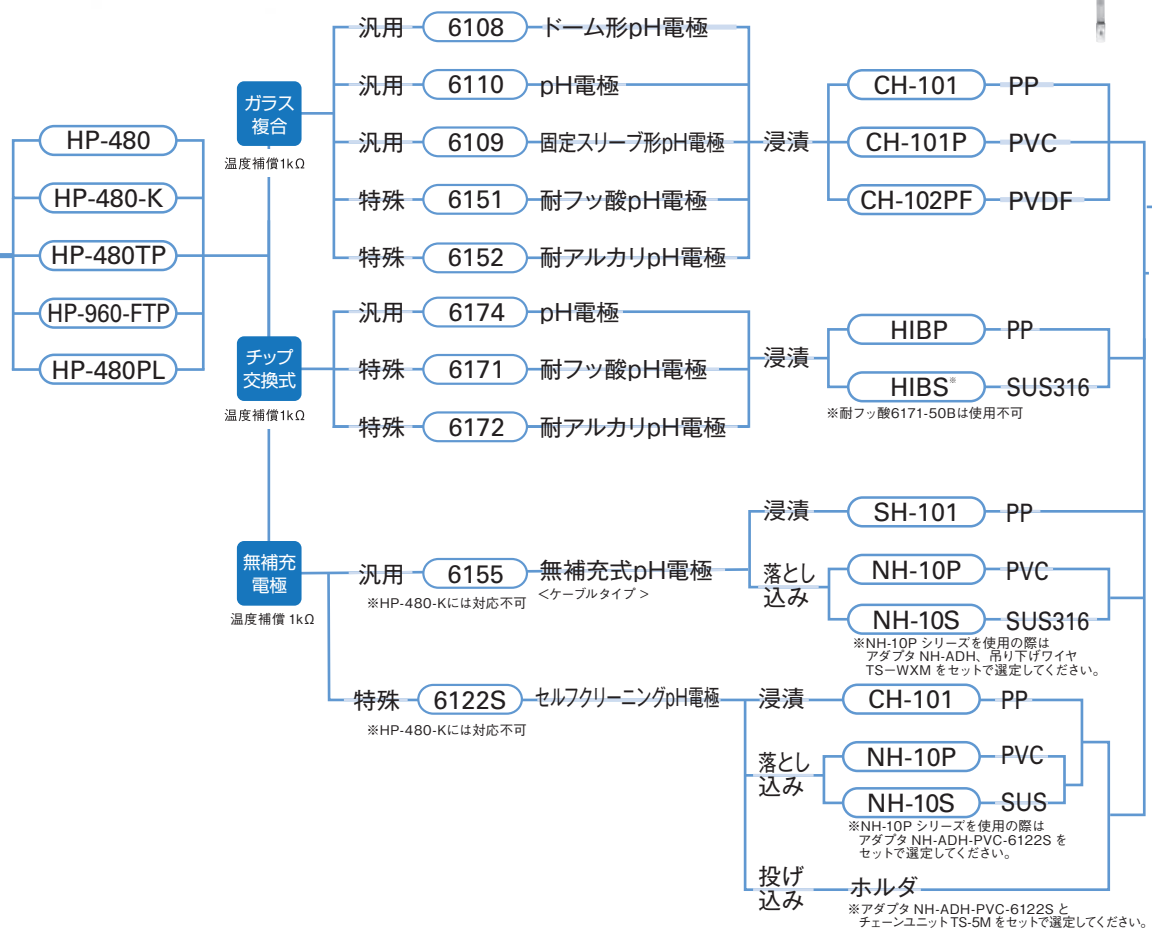 HP-480
HP-480-K
HP-480TP
HP-960-FTP
HP-480PL
ガラス
複合
温度補償1kΩ
汎用 6108 ドーム形pH電極
汎用 6110 pH電極
汎用 6109 固定スリーブ形pH電極
特殊 6151 耐フッ酸pH電極
特殊 6152 耐アルカリpH電極
浸漬
CH-101 PP
CH-101P PVC
CH-102PF PVDF
チップ
交換式
温度補償1kΩ
汎用 6174 pH電極
特殊 6171 耐フッ酸pH電極
特殊 6172 耐アルカリpH電極
浸漬
HIBP PP
HIBS※ SUS316
※耐フッ酸6171-50Bは使用不可
無補充
電極
温度補償 1kΩ
汎用 6155 無補充式pH電極
<ケーブルタイプ >
※HP-480-Kには対応不可
浸漬 SH-101 PP
落とし
込み
NH-10P PVC
NH-10S SUS316
※NH-10P シリーズを使用の際は
アダプタ NH-ADH、吊り下げワイヤ
TS－WXM をセットで選定してください。
特殊 6122S セルフクリーニングpH電極
※HP-480-Kには対応不可
浸漬 CH-101 PP
落とし
込み
NH-10P PVC
NH-10S SUS
※NH-10P シリーズを使用の際は
アダプタ NH-ADH-PVC-6122S を
セットで選定してください。
投げ
込み
ホルダ
※アダプタ NH-ADH-PVC-6122S と
チェーンユニット TS-5M をセットで選定してください。